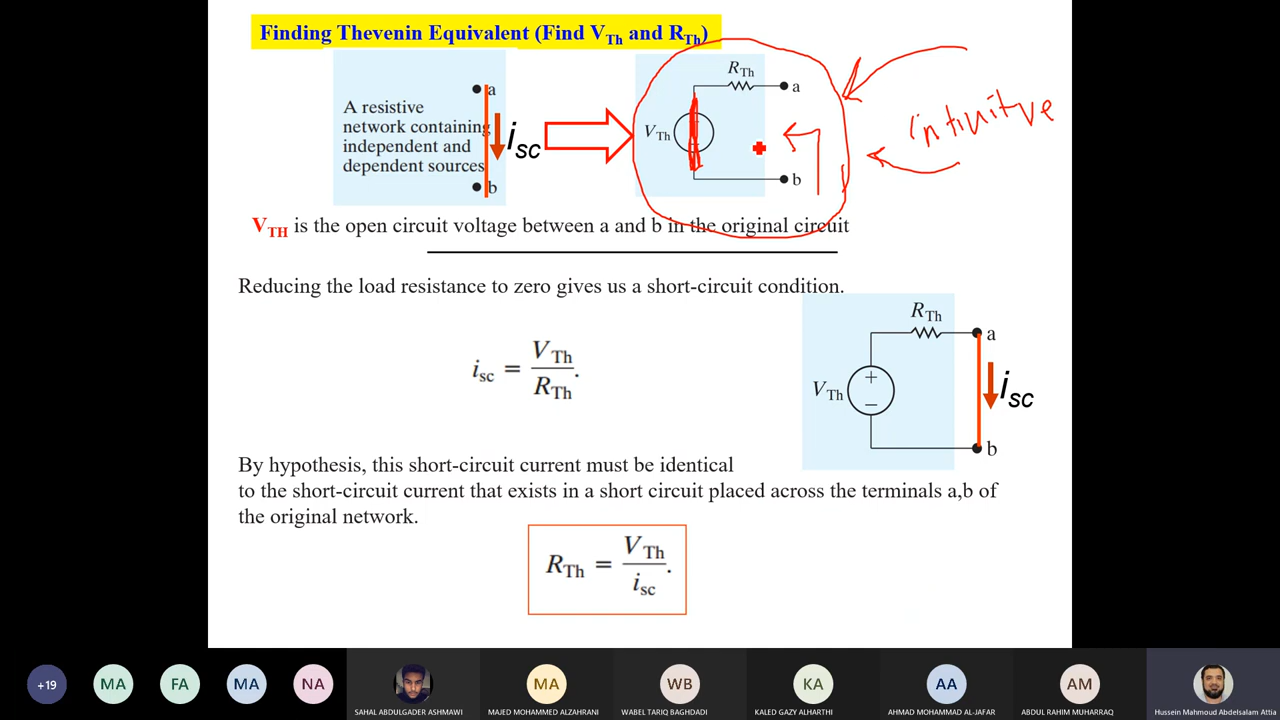 Finding Thevenin Equivalent (Find VTh and RTh)
A resistive
network containing
independent and
dependent sources
a
b
isc
RTh
VTh
a
b
intiuitve
VTH is the open circuit voltage between a and b in the original circuit
Reducing the load resistance to zero gives us a short-circuit condition.
isc = VTh / RTh.
RTh
a
VTh
+
−
isc
b
By hypothesis, this short-circuit current must be identical
to the short-circuit current that exists in a short circuit placed across the terminals a,b of
the original network.
RTh = VTh / isc.
+19
MA
FA
MA
NA
MA
WB
KA
AA
AM
SAHAL ABDULGADER ASHMAWI
MAJED MOHAMMED ALZAHRANI
WABEL TARIQ BAGHDADI
KALED GAZY ALHARTHI
AHMAD MOHAMMAD AL-JAFAR
ABDUL RAHIM MUHARRAQ
Hussein Mahmoud Abdelsalam Attia